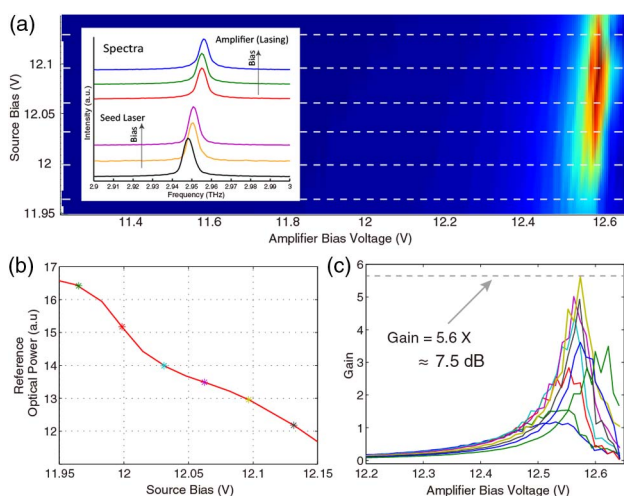 (a)
Source Bias (V)
12.1
12.05
12
11.95
Spectra
Amplifier (Lasing)
Bias
Seed Laser
Bias
Intensity (a.u.)
2.9 2.91 2.92 2.93 2.94 2.95 2.96 2.97 2.98 2.99 3
Frequency (THz)
11.4 11.6 11.8 12 12.2 12.4 12.6
Amplifier Bias Voltage (V)
(b)
Reference
Optical Power (a.u)
17
16
15
14
13
12
11.95 12 12.05 12.1 12.15
Source Bias (V)
(c)
Gain
6
5
4
3
2
1
0
Gain = 5.6 X
≈ 7.5 dB
12.2 12.3 12.4 12.5 12.6
Amplifier Bias Voltage (V)